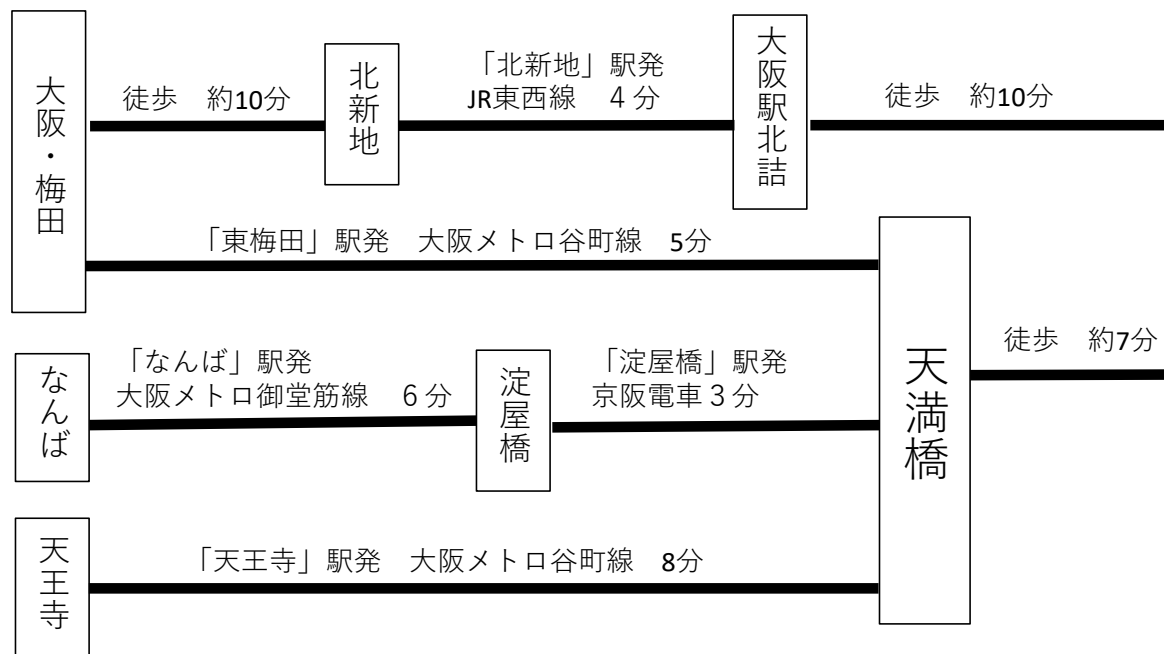 大阪・梅田
徒�　約10分
北新地
「北新地」駅発
JR東西線　４分
大阪駅北詰
徒歩　約10分
「東梅田」駅発　大阪メトロ谷町線　5分
なんば
「なんば」駅発
大阪メトロ御堂筋線　６分
淀屋橋
「淀屋橋」駅発
京阪電車３分
天満橋
徒歩　約7分
天王寺
「天王寺」駅発　大阪メトロ谷町線　8分